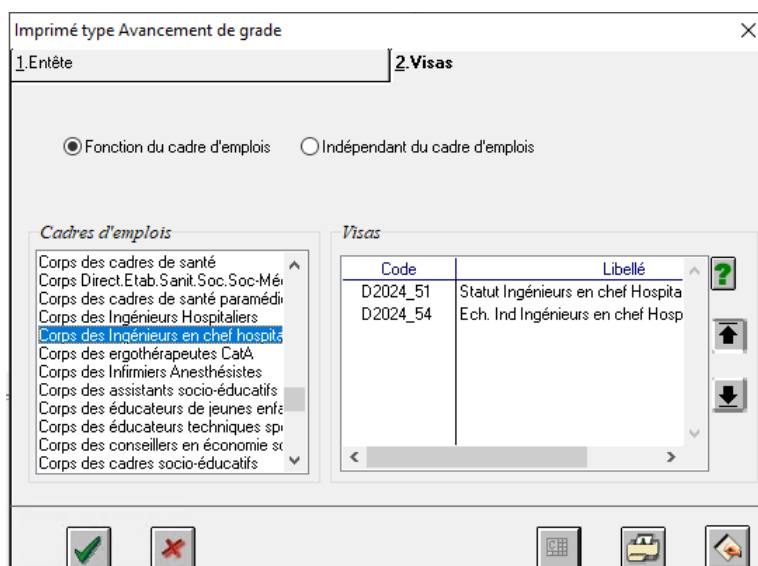 Imprimé type Avancement de grade
1.Entête
2.Visas
Fonction du cadre d'emplois
Indépendant du cadre d'emplois
Cadres d'emplois
Corps des cadres de santé
Corps Direct.Etab.Sanit.Soc.Soc-Mé
Corps des cadres de santé paramédi
Corps des Ingénieurs Hospitaliers
Corps des Ingénieurs en chef hospita
Corps des ergothérapeutes CatA
Corps des Infirmiers Anesthésistes
Corps des assistants socio-éducatifs
Corps des éducateurs de jeunes enfa
Corps des éducateurs techniques sp
Corps des conseillers en économie so
Corps des cadres socio-éducatifs
Visas
Code Libellé
D2024_51 Statut Ingénieurs en chef Hospita
D2024_54 Ech. Ind Ingénieurs en chef Hosp